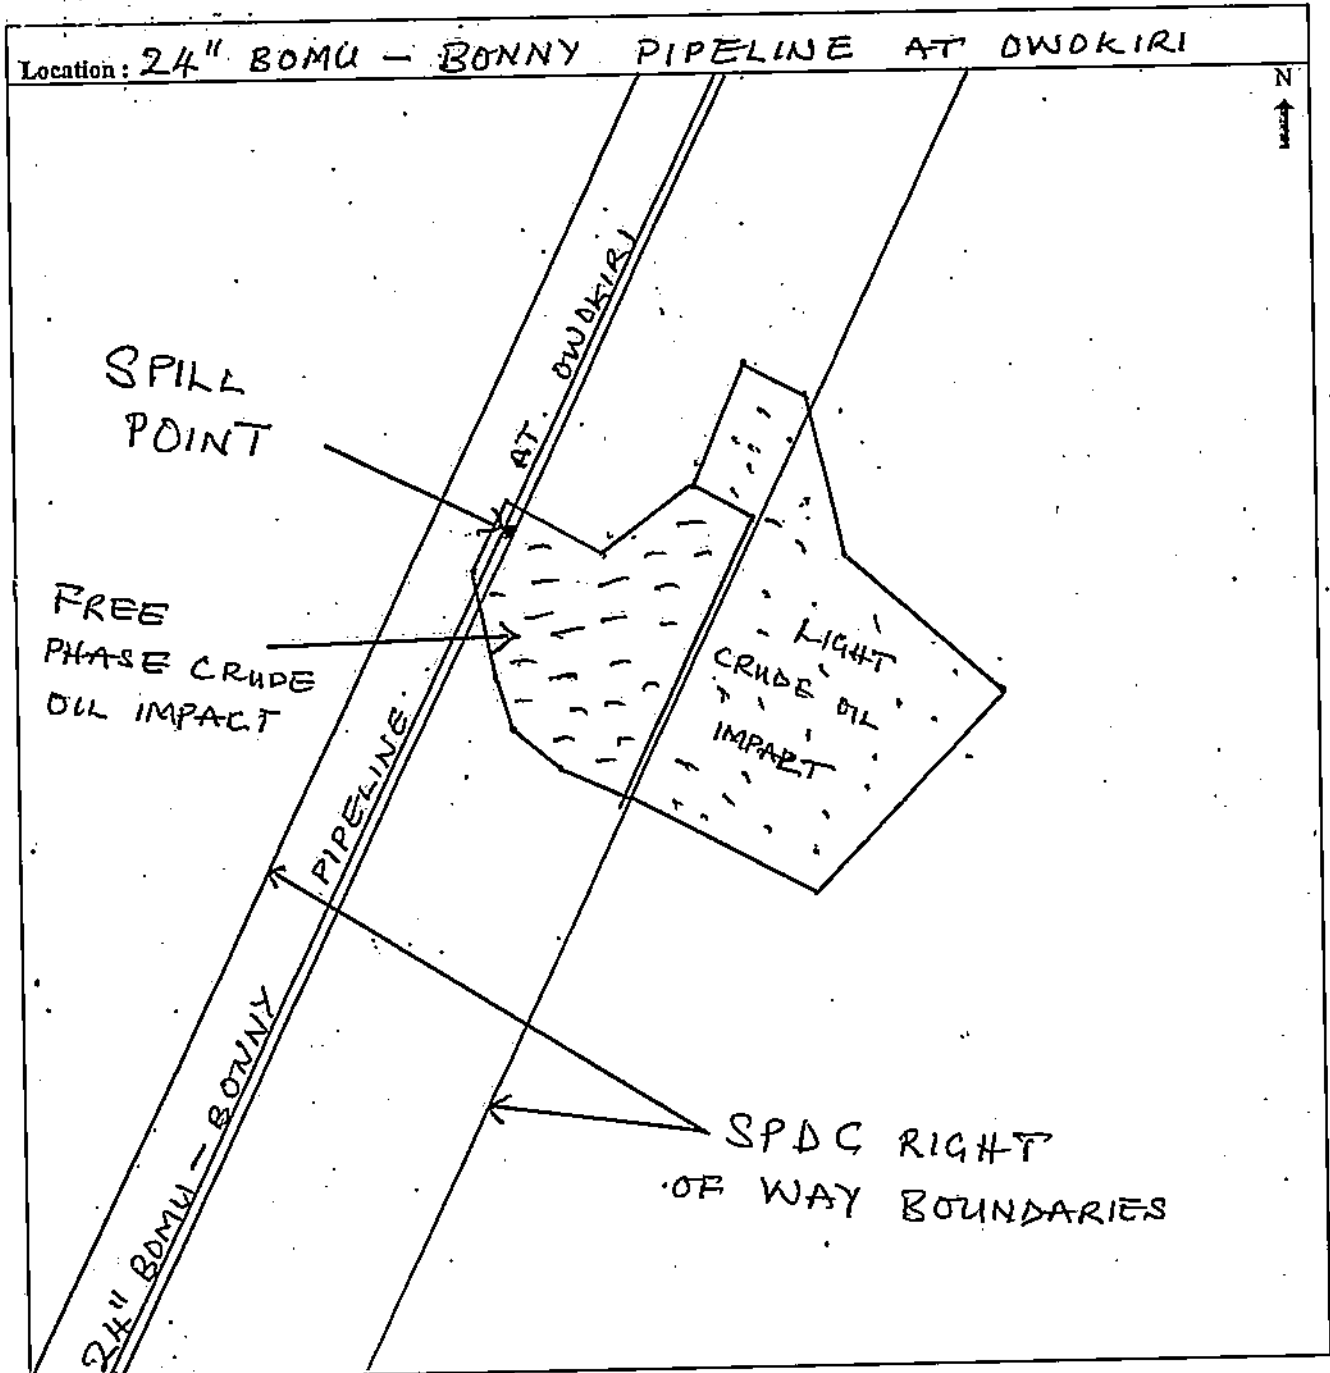 Location: 24" BOMU - BONNY PIPELINE AT OWOKIRI
N
SPILL
POINT
FREE
PHASE CRUDE
OIL IMPACT
LIGHT
CRUDE OIL
IMPACT
24" BOMU - BONNY PIPELINE AT OWOKIRI
SPDC RIGHT
OF WAY BOUNDARIES